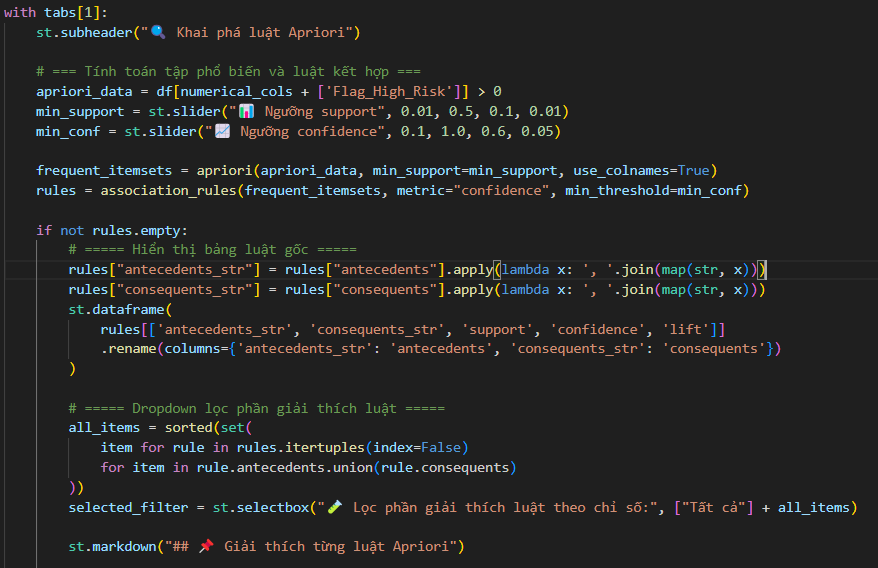 with tabs[1]:
    st.subheader("🔍 Khai phá luật Apriori")

    # === Tính toán tập phổ biến và luật kết hợp ===
    apriori_data = df[numerical_cols + ['Flag_High_Risk']] > 0
    min_support = st.slider("📊 Ngưỡng support", 0.01, 0.5, 0.1, 0.01)
    min_conf = st.slider("📈 Ngưỡng confidence", 0.1, 1.0, 0.6, 0.05)

    frequent_itemsets = apriori(apriori_data, min_support=min_support, use_colnames=True)
    rules = association_rules(frequent_itemsets, metric="confidence", min_threshold=min_conf)

    if not rules.empty:
        # ===== Hiển thị bảng luật gốc =====
        rules["antecedents_str"] = rules["antecedents"].apply(lambda x: ', '.join(map(str, x)))
        rules["consequents_str"] = rules["consequents"].apply(lambda x: ', '.join(map(str, x)))
        st.dataframe(
            rules[['antecedents_str', 'consequents_str', 'support', 'confidence', 'lift']]
            .rename(columns={'antecedents_str': 'antecedents', 'consequents_str': 'consequents'})
        )

        # ===== Dropdown lọc phần giải thích luật =====
        all_items = sorted(set(
            item for rule in rules.itertuples(index=False)
            for item in rule.antecedents.union(rule.consequents)
        ))
        selected_filter = st.selectbox("🧪 Lọc phần giải thích luật theo chỉ số:", ["Tất cả"] + all_items)

        st.markdown("## 📌 Giải thích từng luật Apriori")